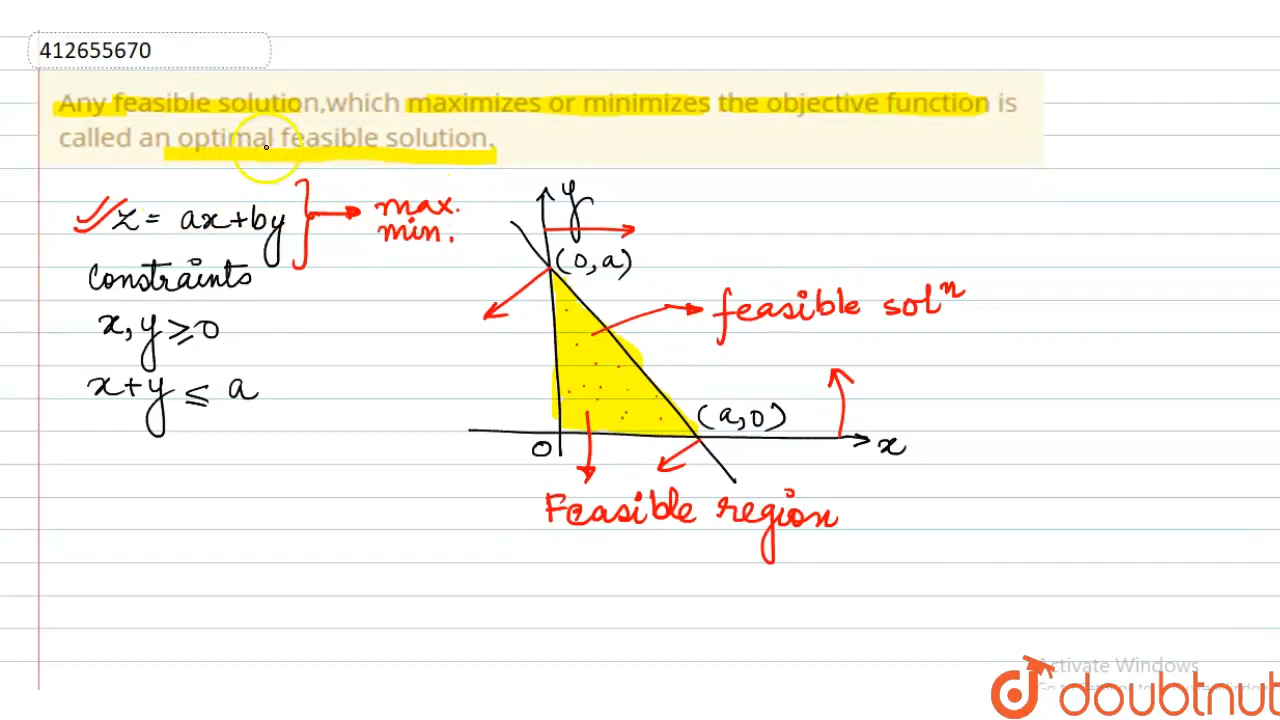 412655670
Any feasible solution,which maximizes or minimizes the objective function is
called an optimal feasible solution.
z = ax+by
max.
min.
constraints
x, y ≥ 0
x+y ≤ a
y
(0,a)
feasible solⁿ
(a,0)
0
x
Feasible region
Activate Windows
doubtnut